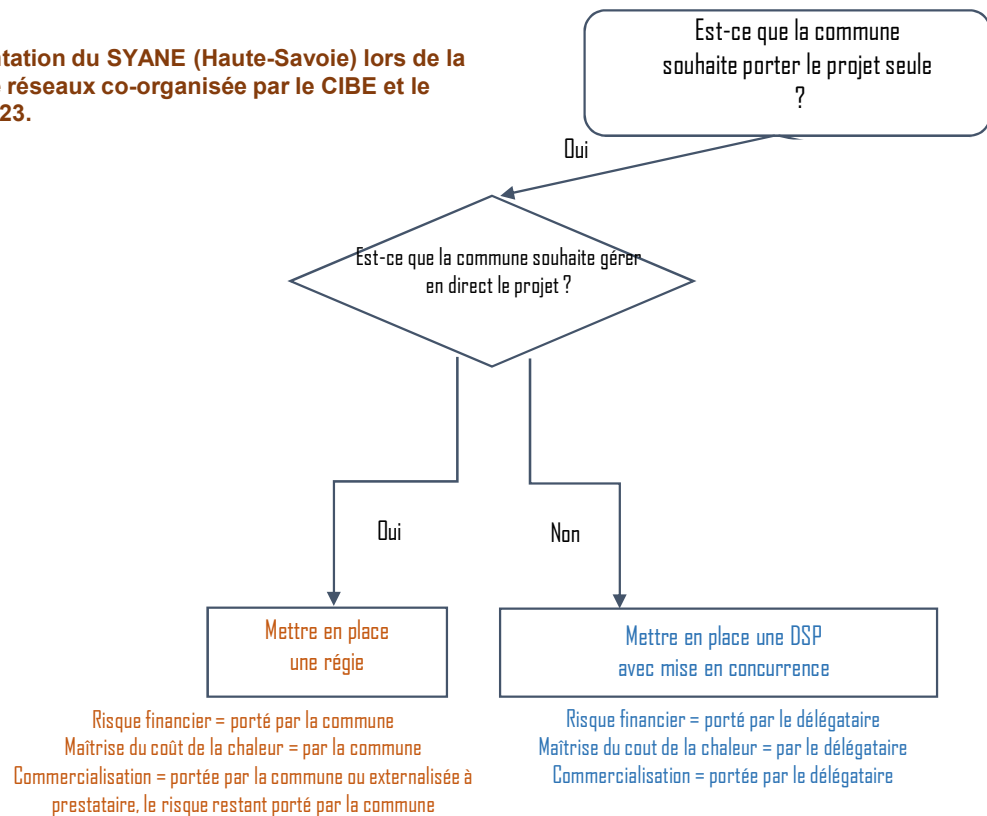 ntation du SYANE (Haute-Savoie) lors de la
réseaux co-organisée par le CIBE et le
23.
Est-ce que la commune
souhaite porter le projet seule
?
Oui
Est-ce que la commune souhaite gérer
en direct le projet ?
Oui
Non
Mettre en place
une régie
Mettre en place une DSP
avec mise en concurrence
Risque financier = porté par la commune
Maîtrise du coût de la chaleur = par la commune
Commercialisation = portée par la commune ou externalisée à
prestataire, le risque restant porté par la commune
Risque financier = porté par le délégataire
Maîtrise du cout de la chaleur = par le délégataire
Commercialisation = portée par le délégataire